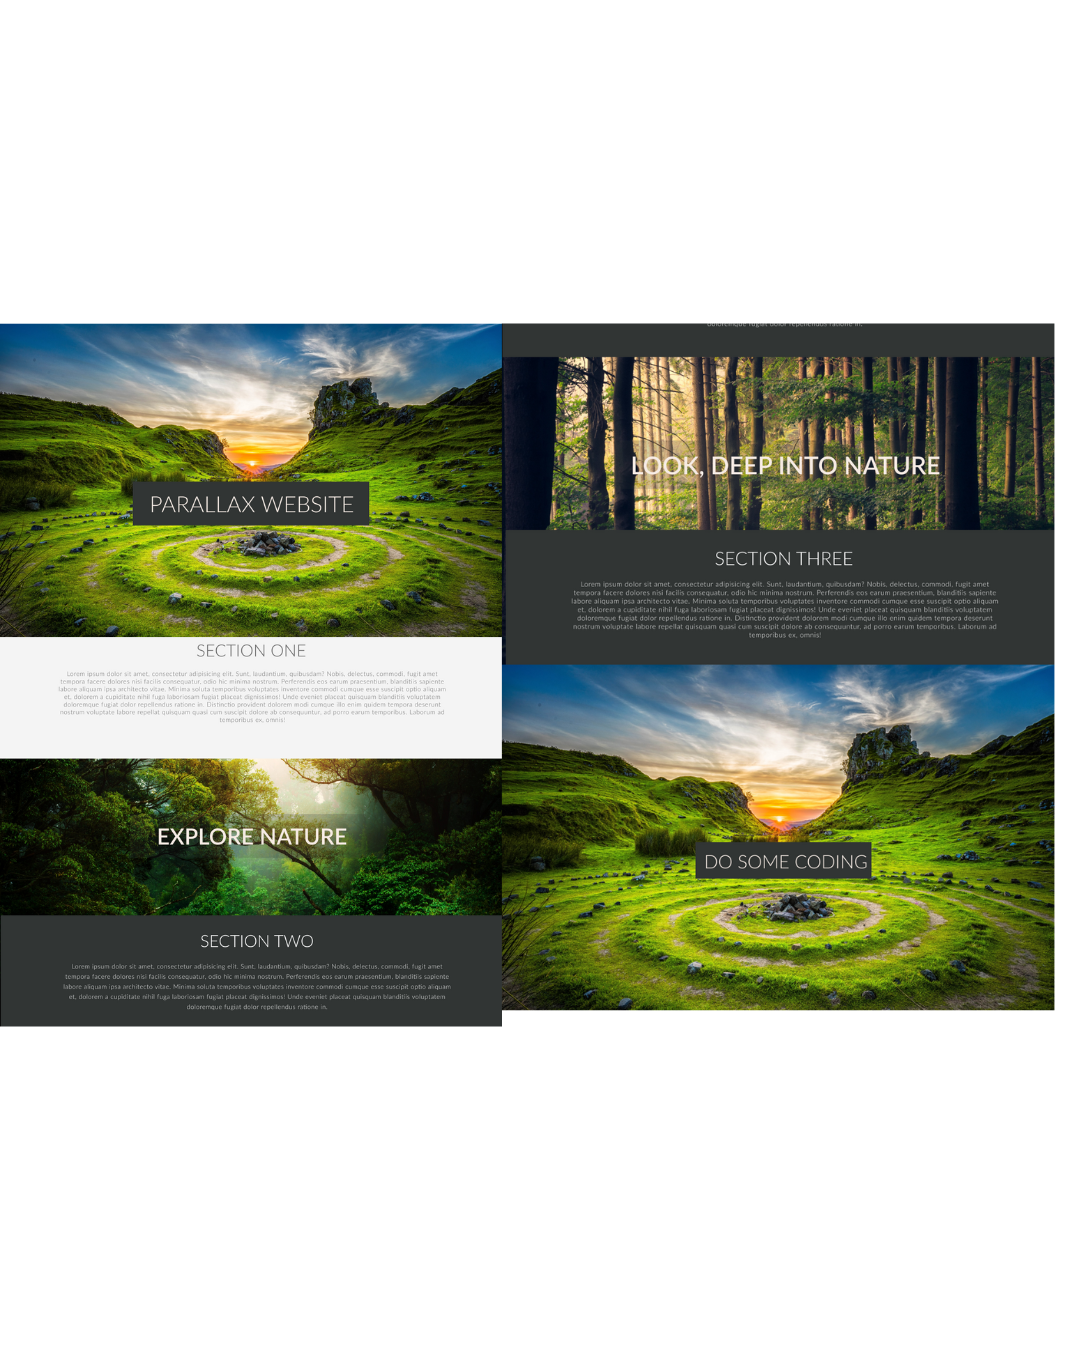 PARALLAX WEBSITE
SECTION ONE
Lorem ipsum dolor sit amet, consectetur adipisicing elit. Sunt, laudantium, quibusdam? Nobis, delectus, commodi, fugit amet
tempora facere dolores nisi facilis consequatur, odio hic minima nostrum. Perferendis eos earum praesentium, blanditiis sapiente
labore aliquam ipsa architecto vitae. Minima soluta temporibus voluptates inventore commodi cumque esse suscipit optio aliquam
et, dolorem a cupiditate nihil fuga laboriosam fugiat placeat dignissimos! Unde eveniet placeat quisquam blanditiis voluptatem
doloremque fugiat dolor repellendus ratione in. Distinctio provident dolorem modi cumque illo enim quidem tempora deserunt
nostrum voluptate labore repellat quisquam quasi cum suscipit dolore ab consequuntur, ad porro earum temporibus. Laborum ad
temporibus ex, omnis!
EXPLORE NATURE
SECTION TWO
Lorem ipsum dolor sit amet, consectetur adipisicing elit. Sunt, laudantium, quibusdam? Nobis, delectus, commodi, fugit amet
tempora facere dolores nisi facilis consequatur, odio hic minima nostrum. Perferendis eos earum praesentium, blanditiis sapiente
labore aliquam ipsa architecto vitae. Minima soluta temporibus voluptates inventore commodi cumque esse suscipit optio aliquam
et, dolorem a cupiditate nihil fuga laboriosam fugiat placeat dignissimos! Unde eveniet placeat quisquam blanditiis voluptatem
doloremque fugiat dolor repellendus ratione in.
doloremque fugiat dolor repellendus ratione in.
LOOK, DEEP INTO NATURE
SECTION THREE
Lorem ipsum dolor sit amet, consectetur adipisicing elit. Sunt, laudantium, quibusdam? Nobis, delectus, commodi, fugit amet
tempora facere dolores nisi facilis consequatur, odio hic minima nostrum. Perferendis eos earum praesentium, blanditiis sapiente
labore aliquam ipsa architecto vitae. Minima soluta temporibus voluptates inventore commodi cumque esse suscipit optio aliquam
et, dolorem a cupiditate nihil fuga laboriosam fugiat placeat dignissimos! Unde eveniet placeat quisquam blanditiis voluptatem
doloremque fugiat dolor repellendus ratione in. Distinctio provident dolorem modi cumque illo enim quidem tempora deserunt
nostrum voluptate labore repellat quisquam quasi cum suscipit dolore ab consequuntur, ad porro earum temporibus. Laborum ad
temporibus ex, omnis!
DO SOME CODING